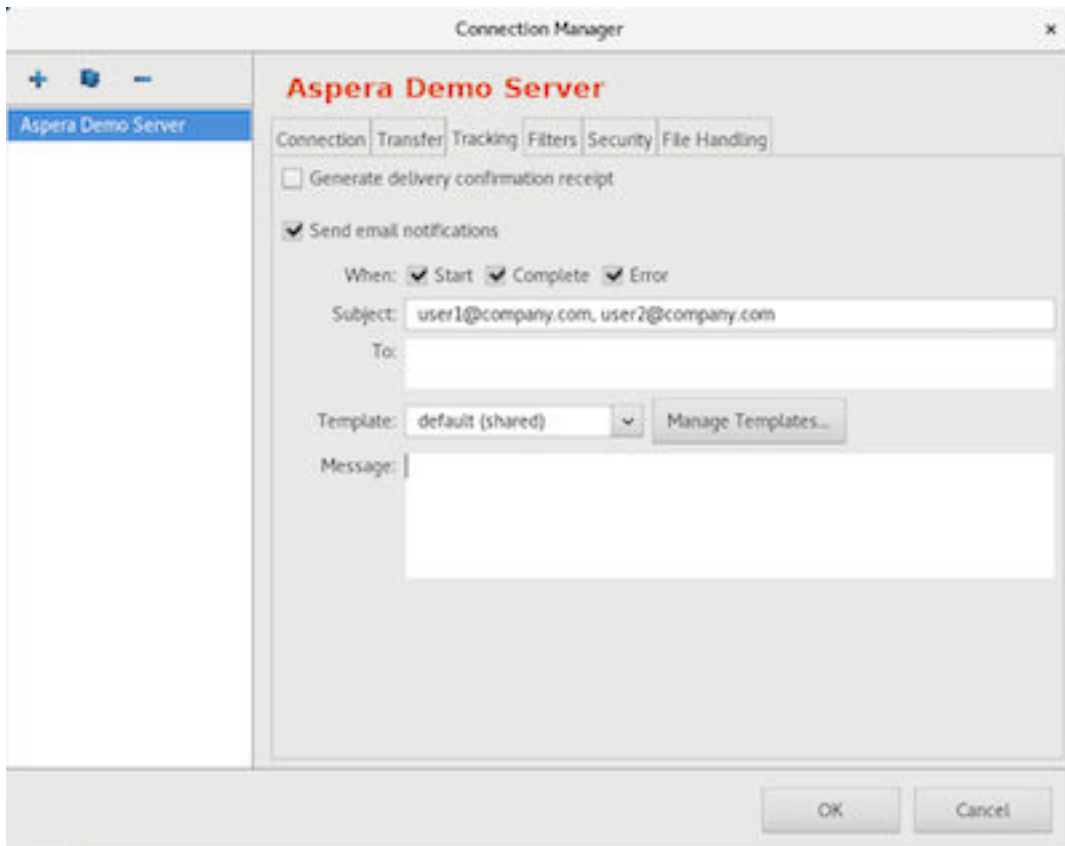 Connection Manager
Aspera Demo Server
Aspera Demo Server
Connection Transfer Tracking Filters Security File Handling
Generate delivery confirmation receipt
Send email notifications
When: Start Complete Error
Subject: user1@company.com, user2@company.com
To:
Template: default (shared) Manage Templates...
Message:
OK Cancel